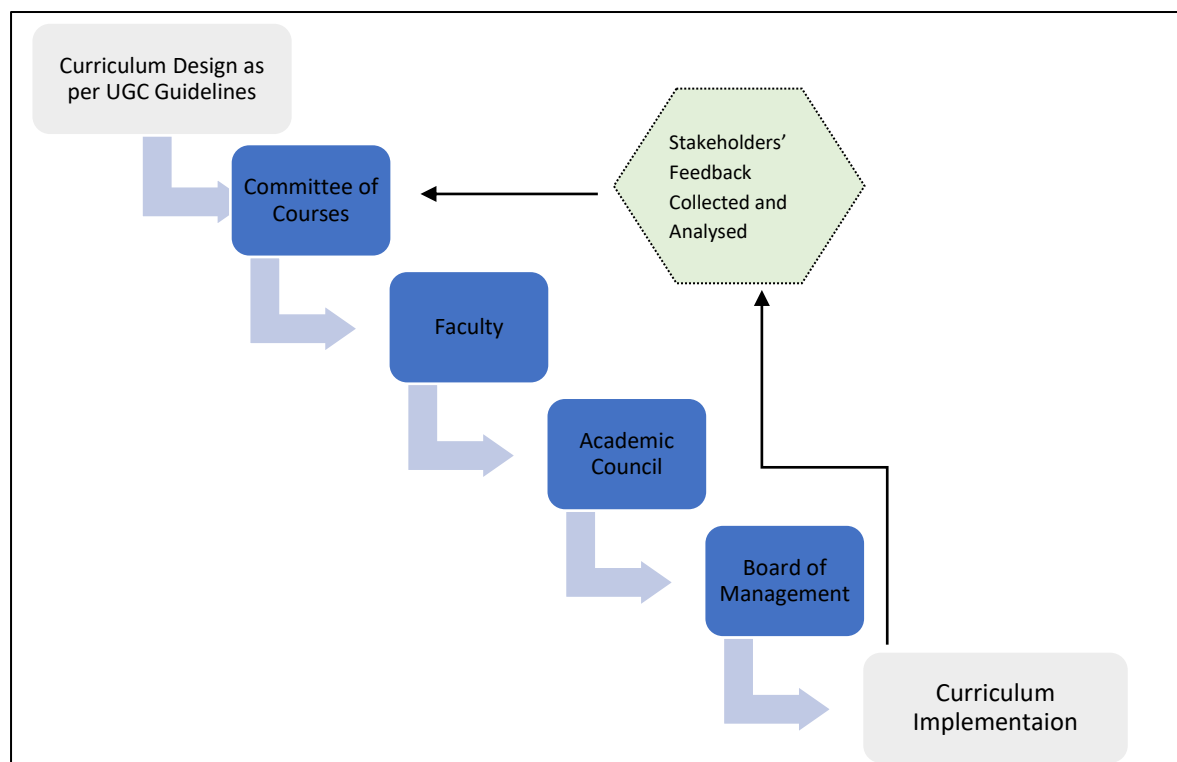 Curriculum Design as
per UGC Guidelines
Stakeholders’
Feedback
Collected and
Analysed
Committee of
Courses
Faculty
Academic
Council
Board of
Management
Curriculum
Implementaion